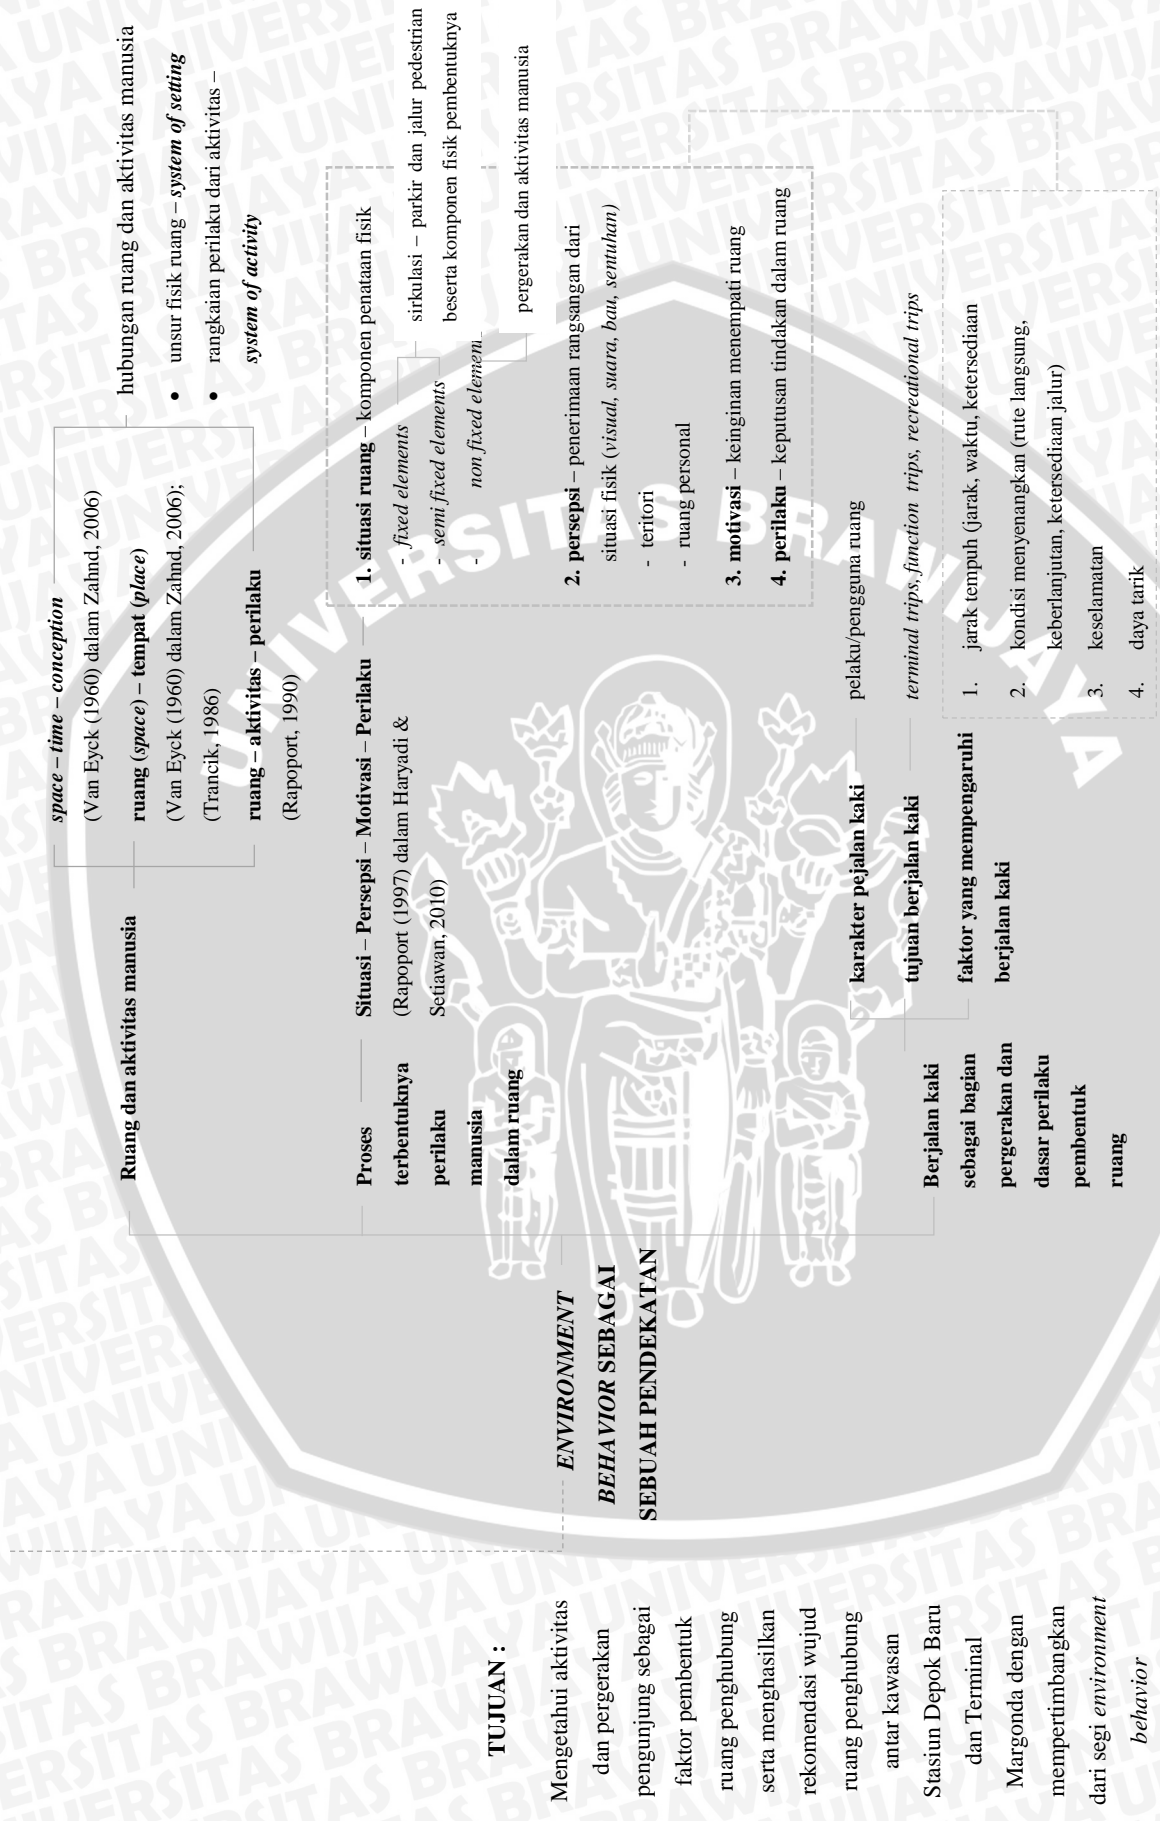 TUJUAN :
Mengetahui aktivitas
dan pergerakan
pengunjung sebagai
faktor pembentuk
ruang penghubung
serta menghasilkan
rekomendasi wujud
ruang penghubung
antar kawasan
Stasiun Depok Baru
dan Terminal
Margonda dengan
mempertimbangkan
dari segi environment
behavior
ENVIRONMENT
BEHAVIOR SEBAGAI
SEBUAH PENDEKATAN
Ruang dan aktivitas manusia
space – time – conception
(Van Eyck (1960) dalam Zahnd, 2006)
ruang (space) – tempat (place)
(Van Eyck (1960) dalam Zahnd, 2006);
(Trancik, 1986)
ruang – aktivitas – perilaku
(Rapoport, 1990)
hubungan ruang dan aktivitas manusia
• unsur fisik ruang – system of setting
• rangkaian perilaku dari aktivitas –
system of activity
Proses
terbentuknya
perilaku
manusia
dalam ruang
Situasi – Persepsi – Motivasi – Perilaku
(Rapoport (1997) dalam Haryadi &
Setiawan, 2010)
1. situasi ruang – komponen penataan fisik
- fixed elements
- semi fixed elements
- non fixed element
sirkulasi – parkir dan jalur pedestrian
beserta komponen fisik pembentuknya
pergerakan dan aktivitas manusia
2. persepsi – penerimaan rangsangan dari
situasi fisik (visual, suara, bau, sentuhan)
- teritori
- ruang personal
3. motivasi – keinginan menempati ruang
4. perilaku – keputusan tindakan dalam ruang
Berjalan kaki
sebagai bagian
pergerakan dan
dasar perilaku
pembentuk
ruang
karakter pejalan kaki
pelaku/pengguna ruang
tujuan berjalan kaki
terminal trips, function trips, recreational trips
faktor yang mempengaruhi
berjalan kaki
1. jarak tempuh (jarak, waktu, ketersediaan
2. kondisi menyenangkan (rute langsung,
keberlanjutan, ketersediaan jalur)
3. keselamatan
4. daya tarik
UNIVERSITAS BRAWIJAYA